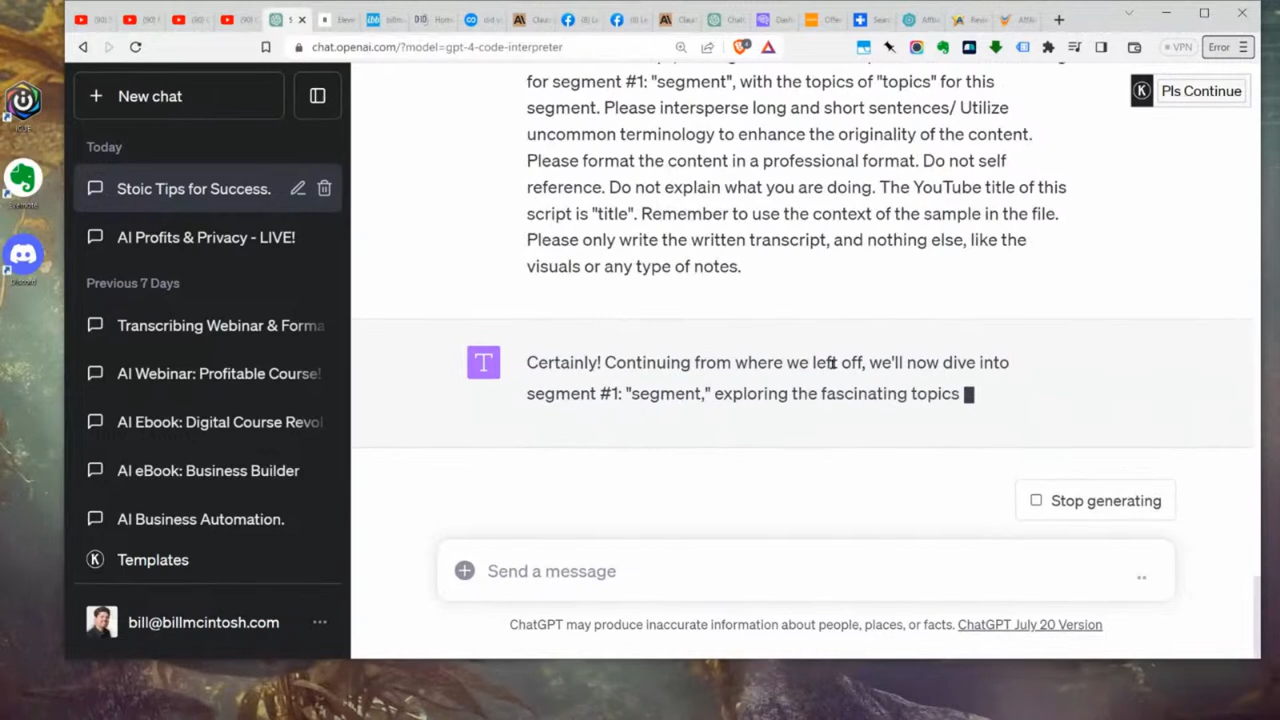 chat.openai.com/?model=gpt-4-code-interpreter
VPN
Error
New chat
Today
Stoic Tips for Success.
AI Profits & Privacy - LIVE!
Previous 7 Days
Transcribing Webinar & Forma
AI Webinar: Profitable Course!
AI Ebook: Digital Course Revol
AI eBook: Business Builder
AI Business Automation.
K Templates
bill@billmcintosh.com
K Pls Continue
for segment #1: "segment", with the topics of "topics" for this
segment. Please intersperse long and short sentences/ Utilize
uncommon terminology to enhance the originality of the content.
Please format the content in a professional format. Do not self
reference. Do not explain what you are doing. The YouTube title of this
script is "title". Remember to use the context of the sample in the file.
Please only write the written transcript, and nothing else, like the
visuals or any type of notes.
T
Certainly! Continuing from where we left off, we'll now dive into
segment #1: "segment," exploring the fascinating topics
Stop generating
Send a message
ChatGPT may produce inaccurate information about people, places, or facts. ChatGPT July 20 Version
Discord